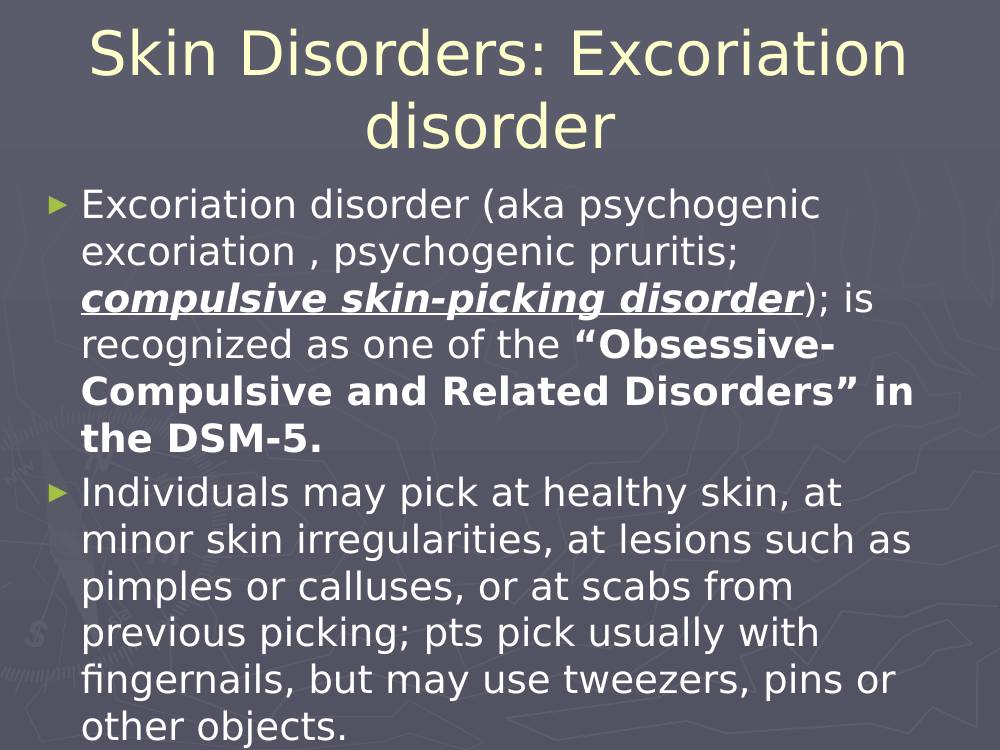 Skin Disorders: Excoriation
disorder
► Excoriation disorder (aka psychogenic
excoriation , psychogenic pruritis;
compulsive skin-picking disorder); is
recognized as one of the “Obsessive-
Compulsive and Related Disorders” in
the DSM-5.
► Individuals may pick at healthy skin, at
minor skin irregularities, at lesions such as
pimples or calluses, or at scabs from
previous picking; pts pick usually with
fingernails, but may use tweezers, pins or
other objects.
NW
N
S